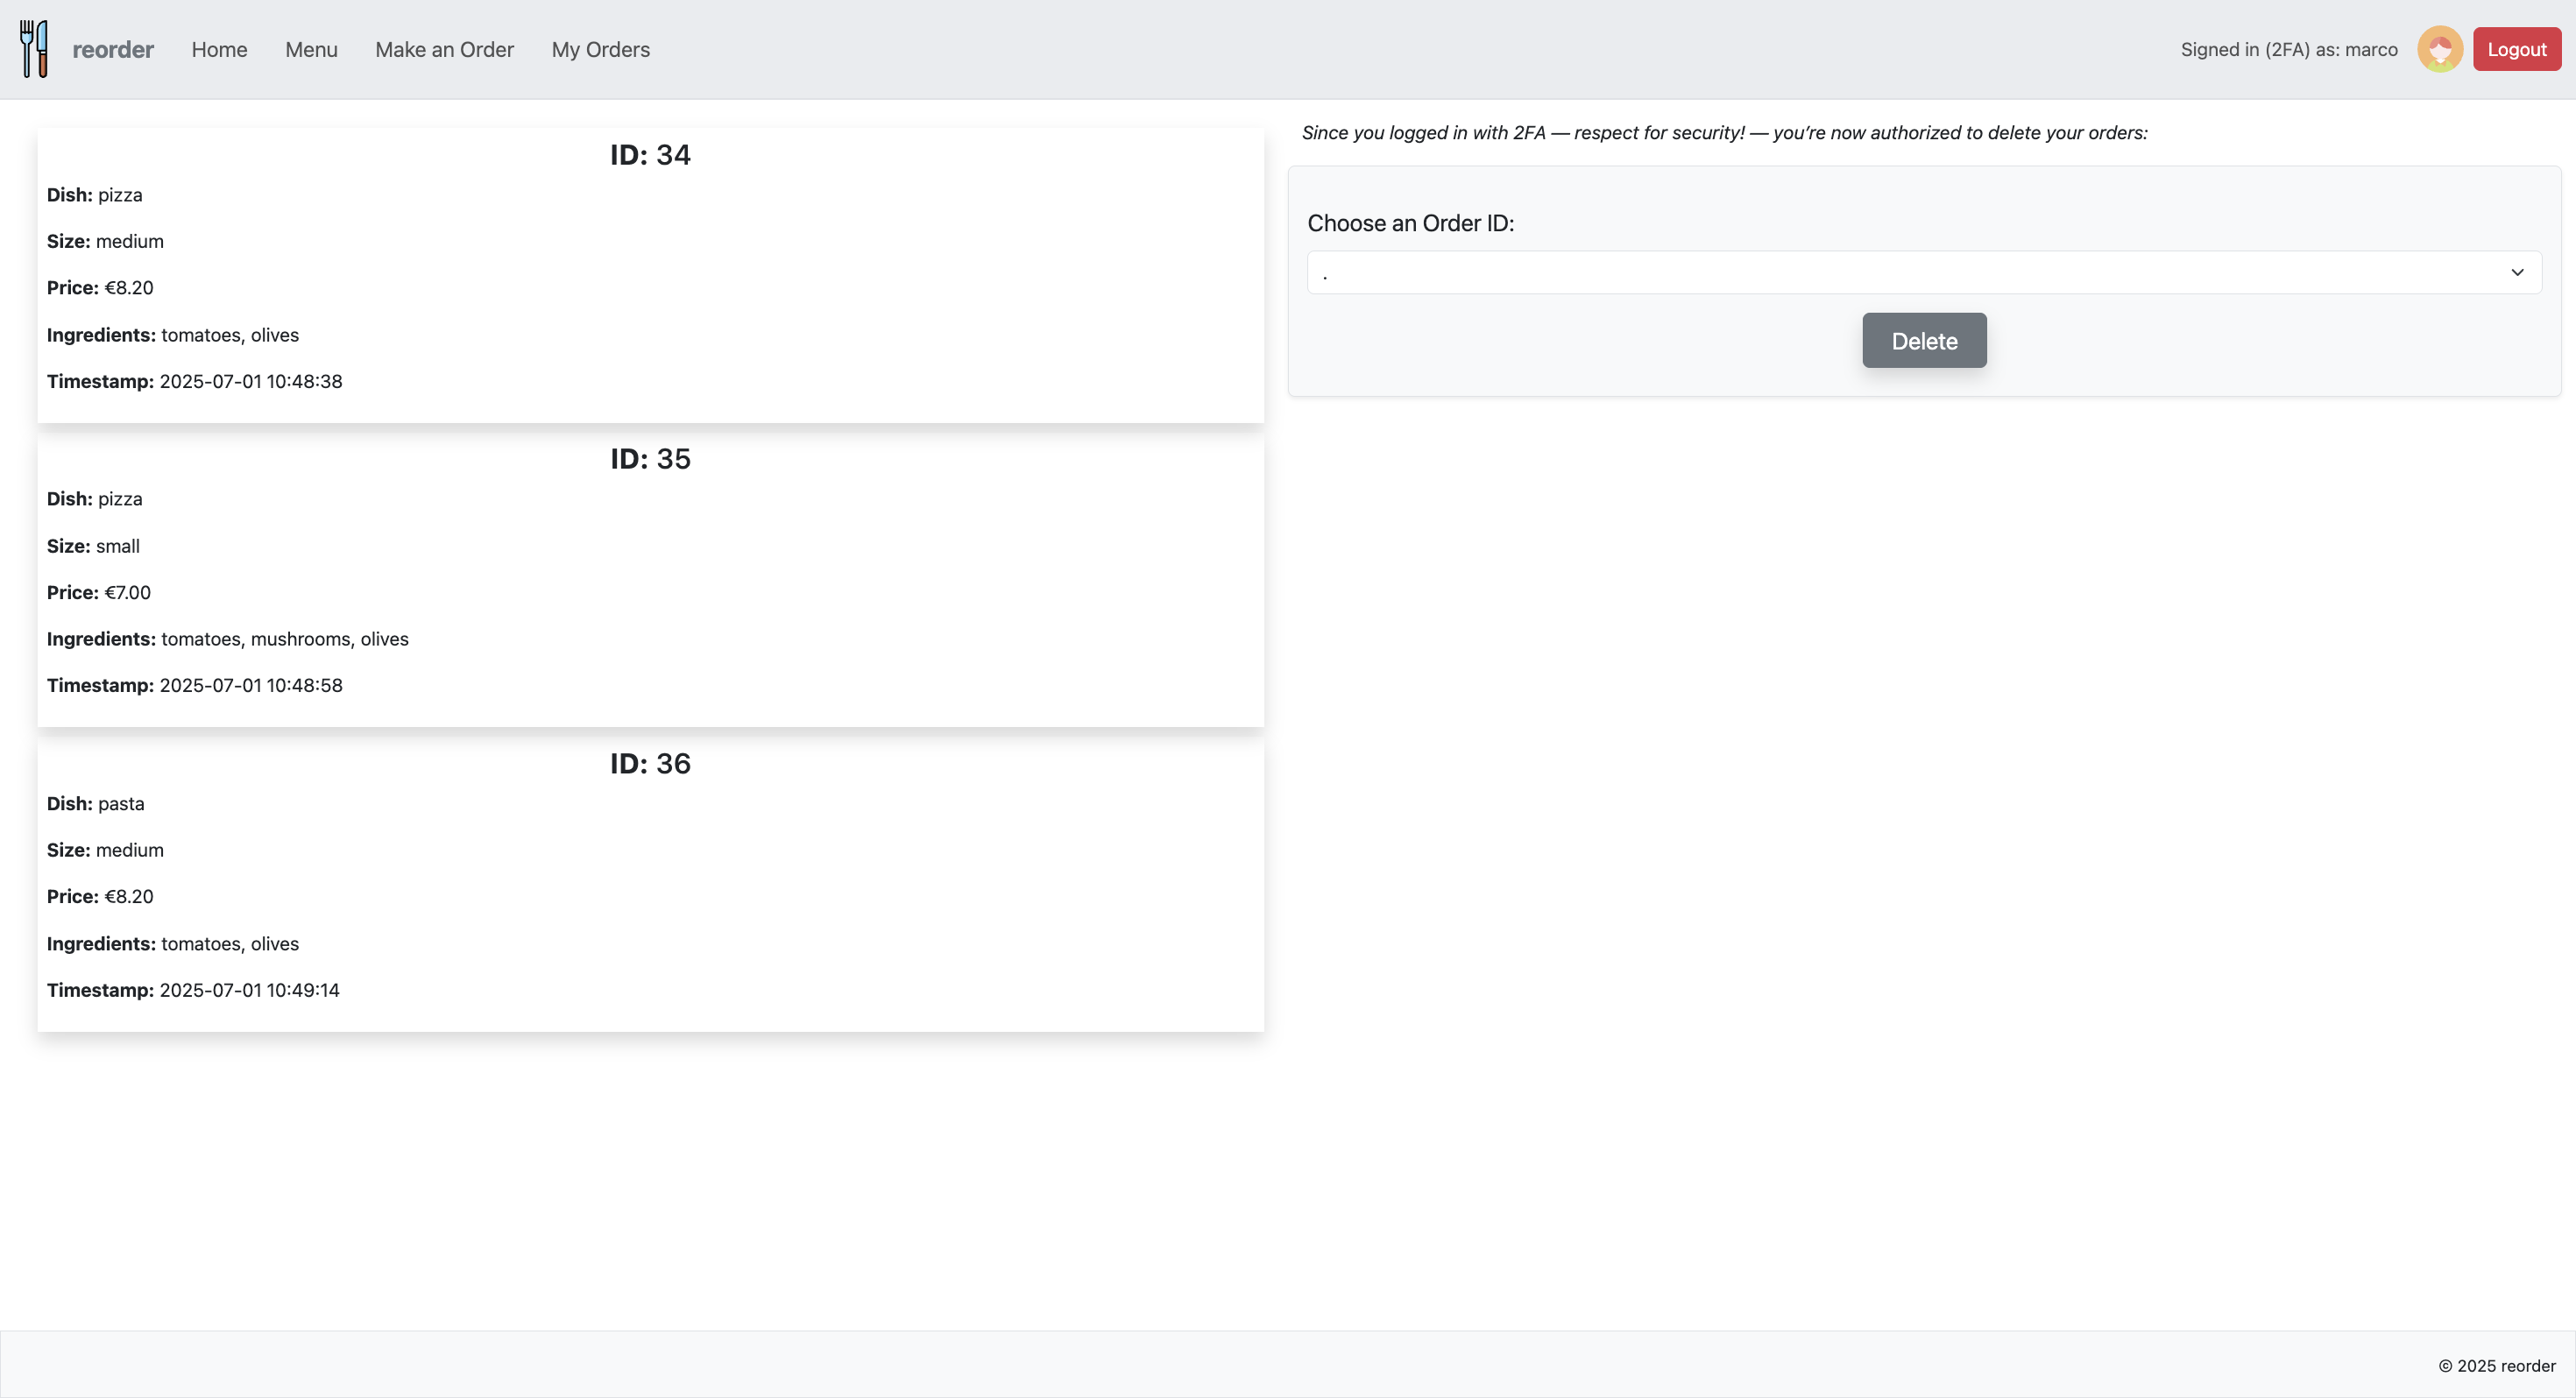 reorder Home Menu Make an Order My Orders Signed in (2FA) as: marco Logout
ID: 34
Dish: pizza
Size: medium
Price: €8.20
Ingredients: tomatoes, olives
Timestamp: 2025-07-01 10:48:38
ID: 35
Dish: pizza
Size: small
Price: €7.00
Ingredients: tomatoes, mushrooms, olives
Timestamp: 2025-07-01 10:48:58
ID: 36
Dish: pasta
Size: medium
Price: €8.20
Ingredients: tomatoes, olives
Timestamp: 2025-07-01 10:49:14
Since you logged in with 2FA — respect for security! — you’re now authorized to delete your orders:
Choose an Order ID:
.
Delete
© 2025 reorder